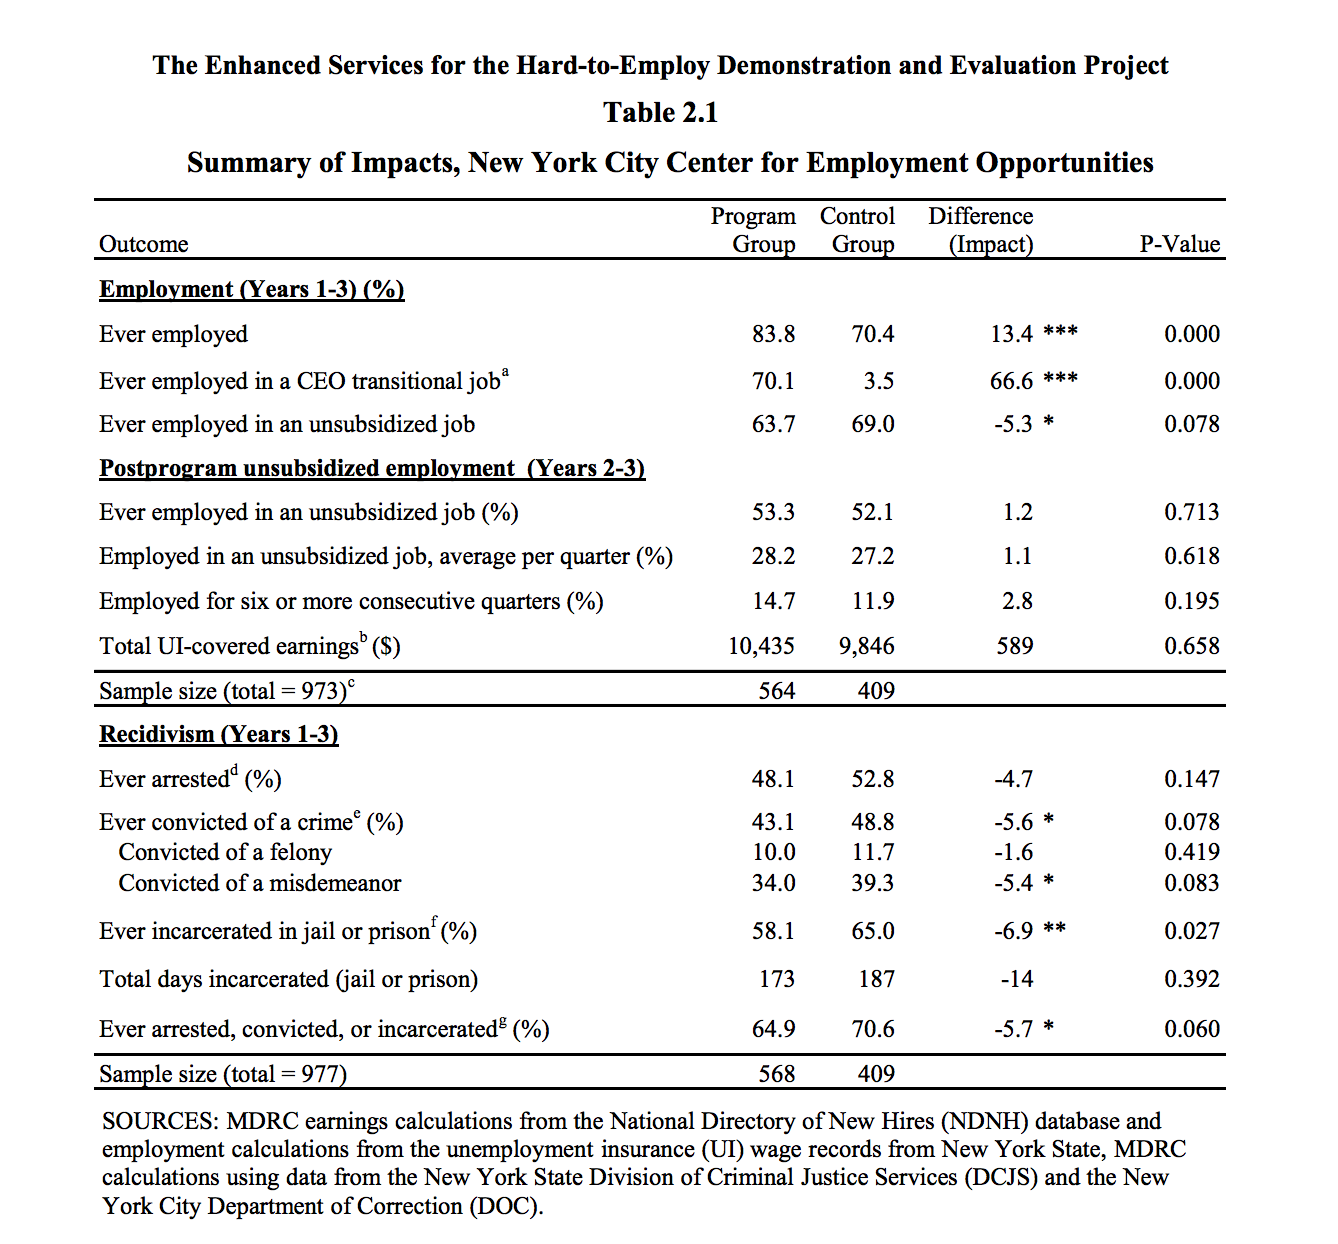 The Enhanced Services for the Hard-to-Employ Demonstration and Evaluation Project
Table 2.1
Summary of Impacts, New York City Center for Employment Opportunities
Program Control Difference
Outcome Group Group (Impact) P-Value
Employment (Years 1-3) (%)
Ever employed 83.8 70.4 13.4 *** 0.000
Ever employed in a CEO transitional job^a 70.1 3.5 66.6 *** 0.000
Ever employed in an unsubsidized job 63.7 69.0 -5.3 * 0.078
Postprogram unsubsidized employment (Years 2-3)
Ever employed in an unsubsidized job (%) 53.3 52.1 1.2 0.713
Employed in an unsubsidized job, average per quarter (%) 28.2 27.2 1.1 0.618
Employed for six or more consecutive quarters (%) 14.7 11.9 2.8 0.195
Total UI-covered earnings^b ($) 10,435 9,846 589 0.658
Sample size (total = 973)^c 564 409
Recidivism (Years 1-3)
Ever arrested^d (%) 48.1 52.8 -4.7 0.147
Ever convicted of a crime^e (%) 43.1 48.8 -5.6 * 0.078
Convicted of a felony 10.0 11.7 -1.6 0.419
Convicted of a misdemeanor 34.0 39.3 -5.4 * 0.083
Ever incarcerated in jail or prison^f (%) 58.1 65.0 -6.9 ** 0.027
Total days incarcerated (jail or prison) 173 187 -14 0.392
Ever arrested, convicted, or incarcerated^g (%) 64.9 70.6 -5.7 * 0.060
Sample size (total = 977) 568 409
SOURCES: MDRC earnings calculations from the National Directory of New Hires (NDNH) database and
employment calculations from the unemployment insurance (UI) wage records from New York State, MDRC
calculations using data from the New York State Division of Criminal Justice Services (DCJS) and the New
York City Department of Correction (DOC).